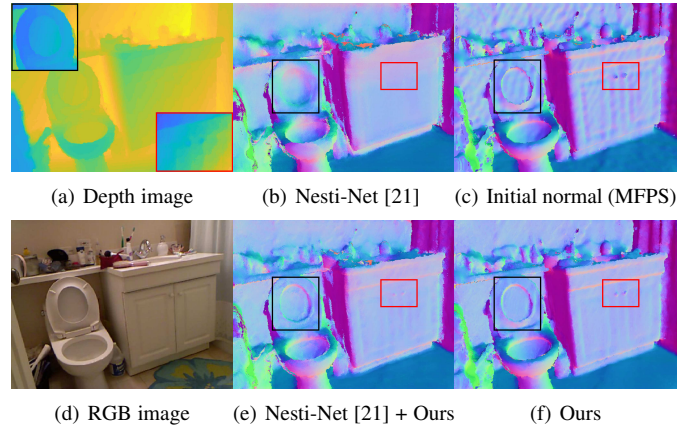 (a) Depth image
(b) Nesti-Net [21]
(c) Initial normal (MFPS)
(d) RGB image
(e) Nesti-Net [21] + Ours
(f) Ours